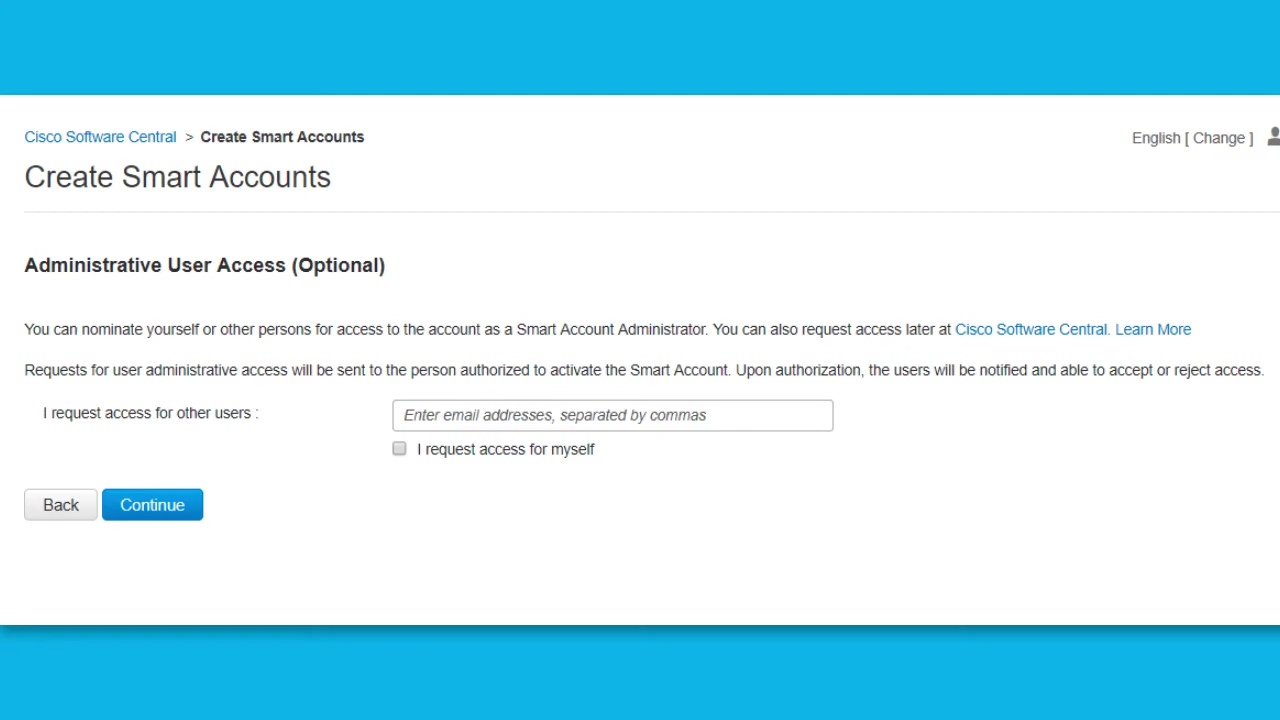 Cisco Software Central > Create Smart Accounts
English [ Change ]
Create Smart Accounts
Administrative User Access (Optional)
You can nominate yourself or other persons for access to the account as a Smart Account Administrator. You can also request access later at Cisco Software Central. Learn More
Requests for user administrative access will be sent to the person authorized to activate the Smart Account. Upon authorization, the users will be notified and able to accept or reject access.
I request access for other users :
Enter email addresses, separated by commas
I request access for myself
Back
Continue